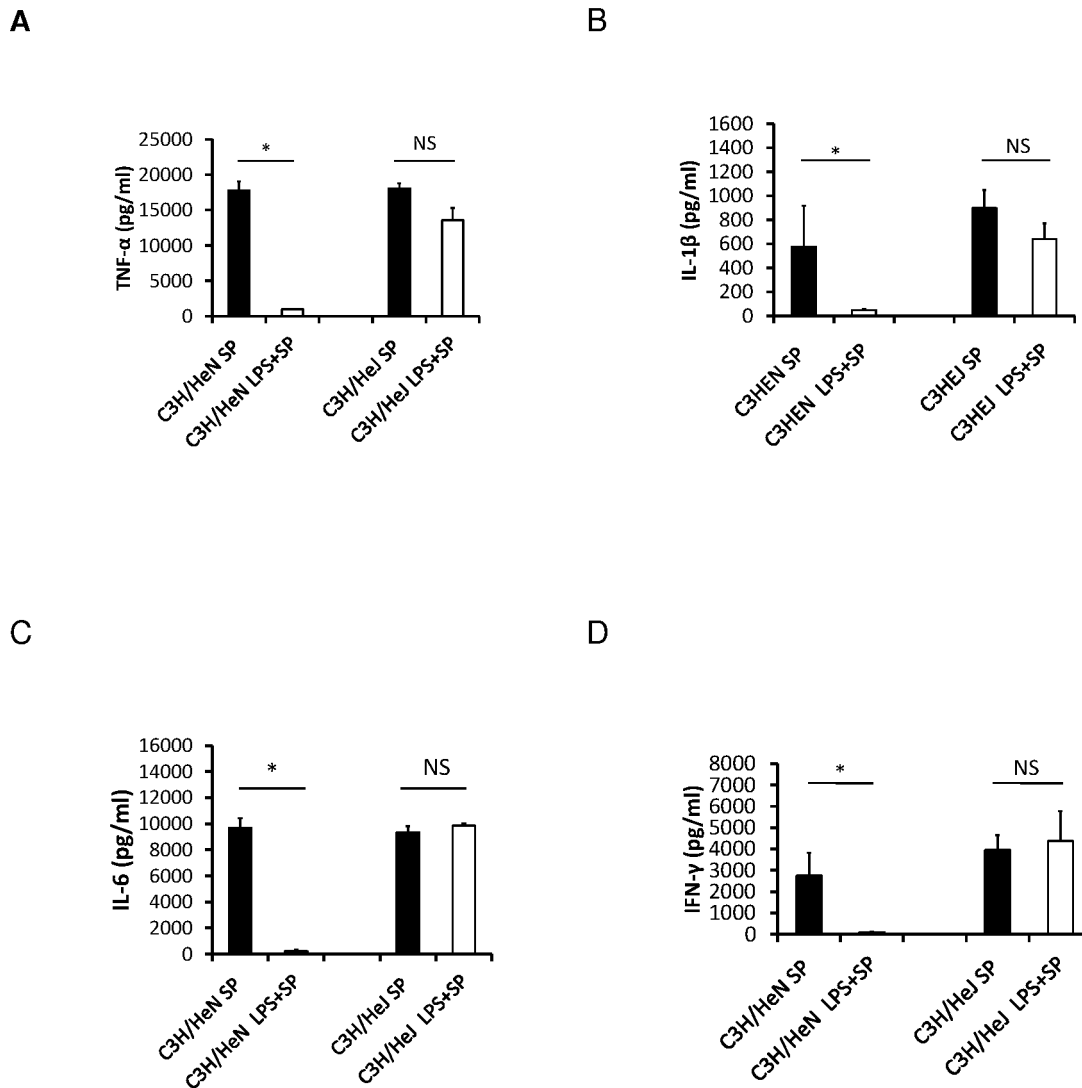 A
TNF-α (pg/ml)
25000
20000
15000
10000
5000
0
*
NS
C3H/HeN SP
C3H/HeN LPS+SP
C3H/HeJ SP
C3H/HeJ LPS+SP
B
IL-1β (pg/ml)
1600
1400
1200
1000
800
600
400
200
0
*
NS
C3HEN SP
C3HEN LPS+SP
C3HEJ SP
C3HEJ LPS+SP
C
IL-6 (pg/ml)
16000
14000
12000
10000
8000
6000
4000
2000
0
*
NS
C3H/HeN SP
C3H/HeN LPS+SP
C3H/HeJ SP
C3H/HeJ LPS+SP
D
IFN-γ (pg/ml)
8000
7000
6000
5000
4000
3000
2000
1000
0
*
NS
C3H/HeN SP
C3H/HeN LPS+SP
C3H/HeJ SP
C3H/HeJ LPS+SP